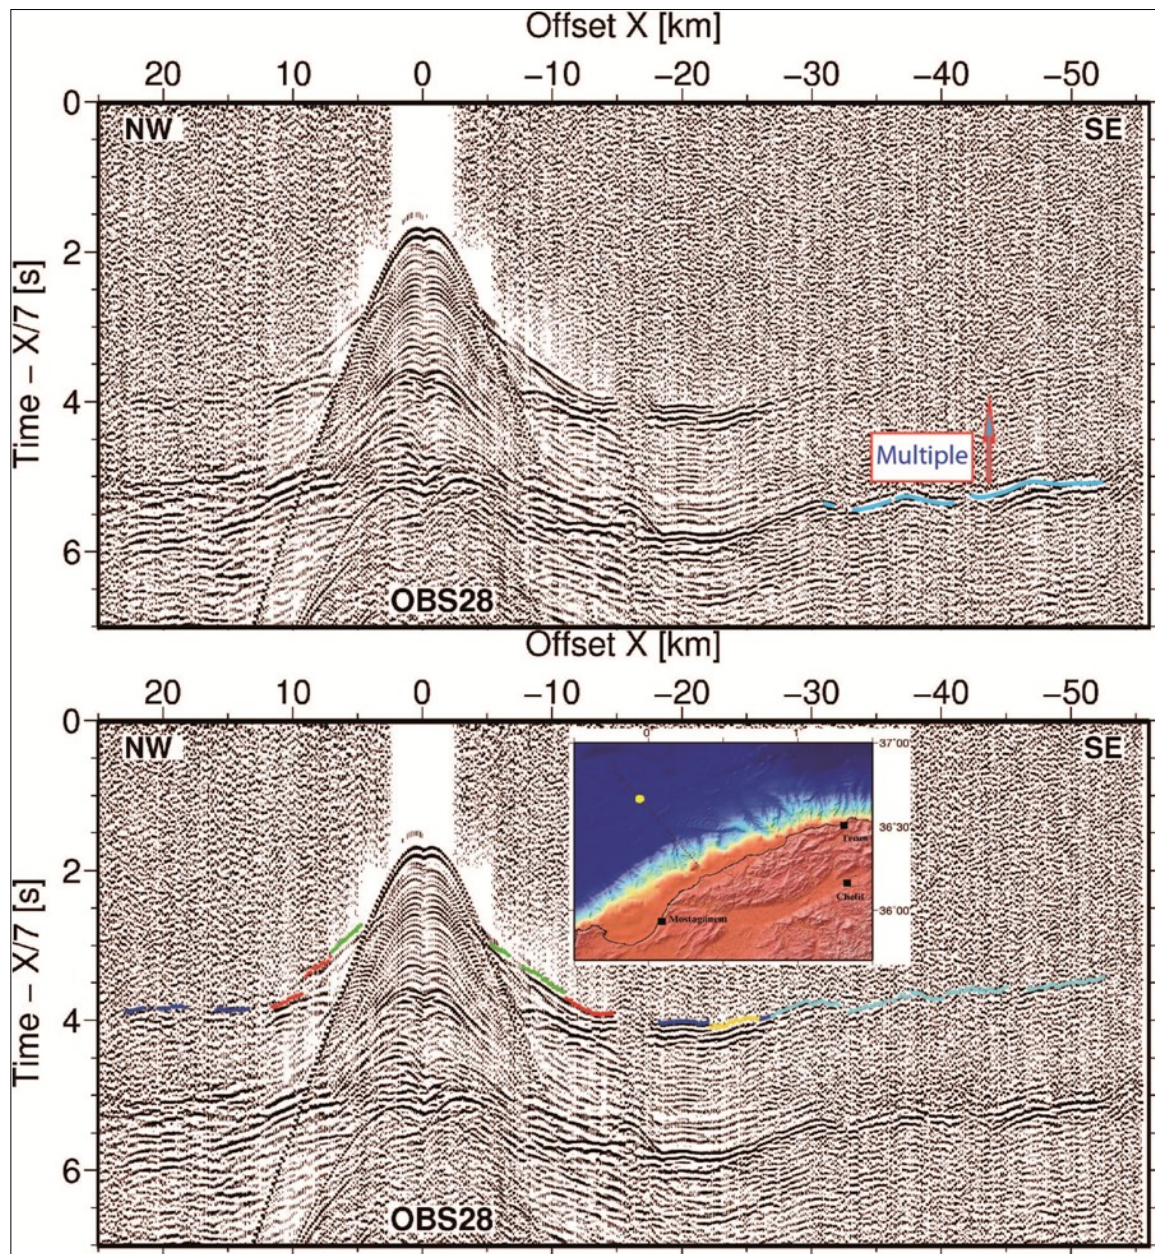 Offset X [km]
20 10 0 −10 −20 −30 −40 −50
0
NW SE
2
Time − X/7 [s]
4
Multiple
6
OBS28
Offset X [km]
20 10 0 −10 −20 −30 −40 −50
0
NW SE
0 1
37˚00'
36˚30'
Tenes
Chelif
36˚00'
Mostaganem
2
Time − X/7 [s]
4
6
OBS28